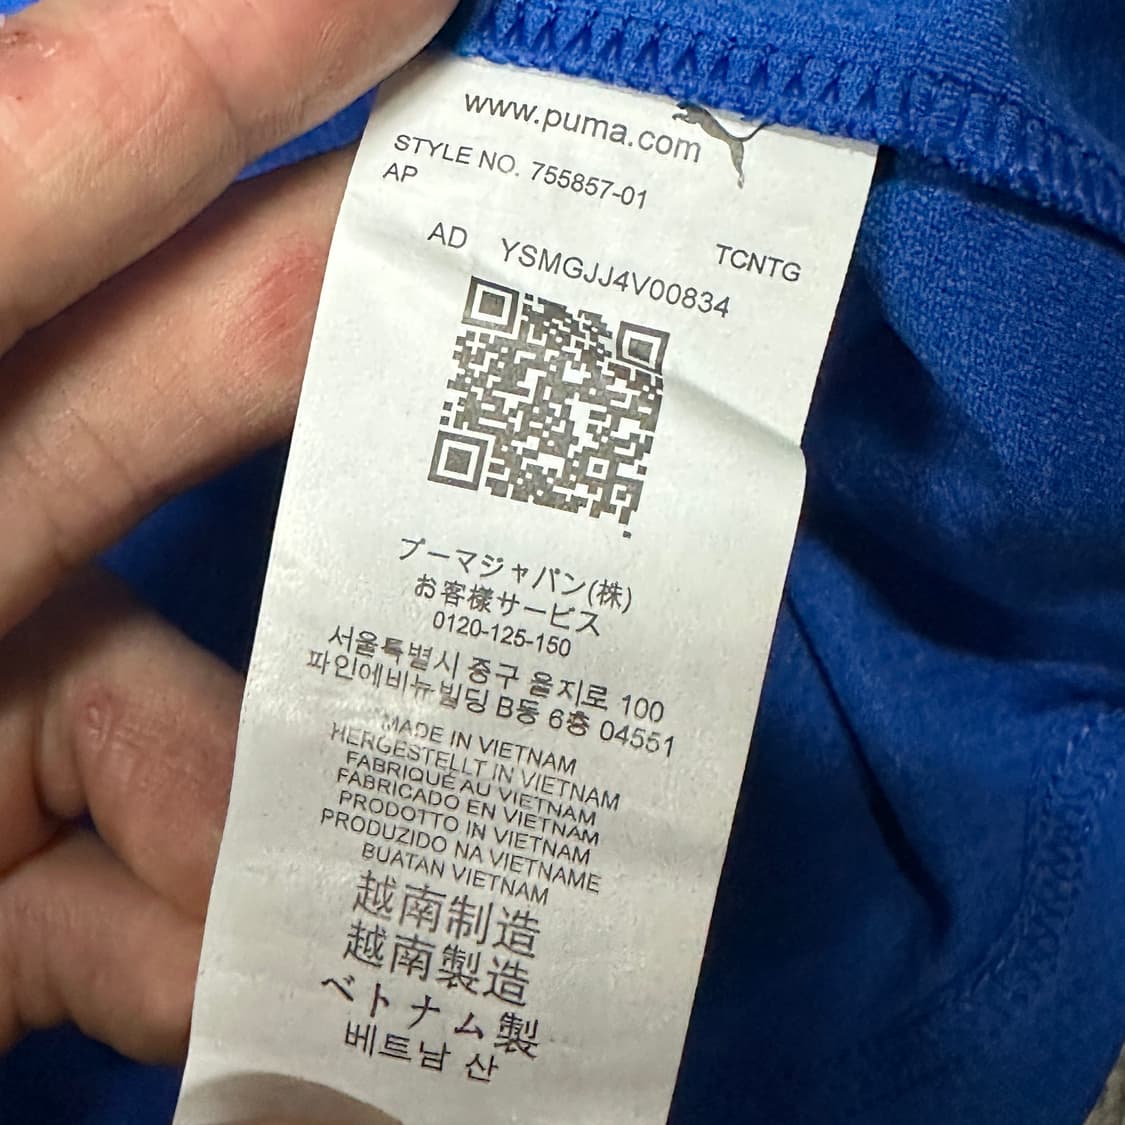 www.puma.com
STYLE NO. 755857-01
AP
AD YSMGJJ4V00834 TCNTG
プーマジャパン(株)
お客様サービス
0120-125-150
서울특별시 중구 을지로 100
파인에비뉴빌딩 B동 6층 04551
MADE IN VIETNAM
HERGESTELLT IN VIETNAM
FABRIQUÉ AU VIETNAM
FABRICADO EN VIETNAM
PRODOTTO IN VIETNAM
PRODUZIDO NA VIETNAME
BUATAN VIETNAM
越南制造
越南製造
ベトナム製
베트남 산